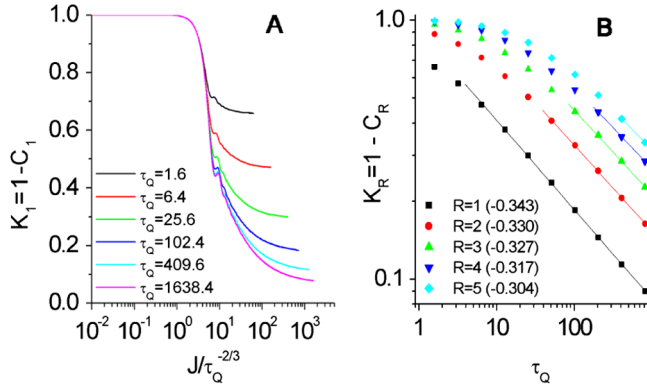 A
K₁=1-C₁
1.0
0.8
0.6
0.4
0.2
0.0
τQ=1.6
τQ=6.4
τQ=25.6
τQ=102.4
τQ=409.6
τQ=1638.4
10⁻² 10⁻¹ 10⁰ 10¹ 10² 10³ 10⁴
J/τQ⁻²/³
B
K_R=1 - C_R
1.0
0.1
R=1 (-0.343)
R=2 (-0.330)
R=3 (-0.327)
R=4 (-0.317)
R=5 (-0.304)
1 10 100
τQ